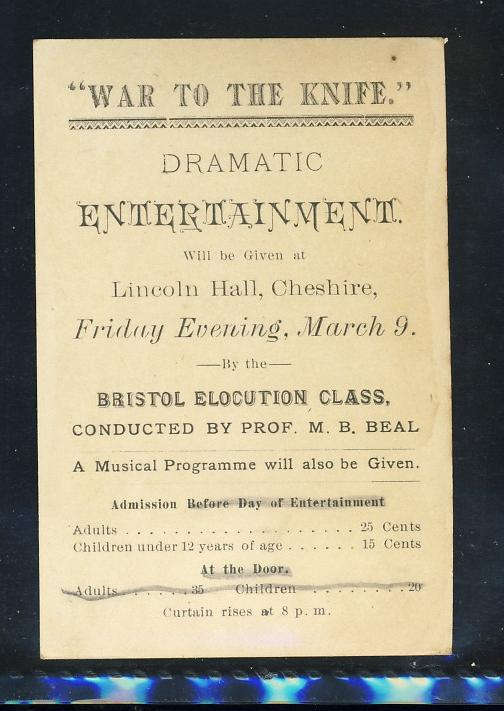 "WAR TO THE KNIFE."
DRAMATIC
ENTERTAINMENT.
Will be Given at
Lincoln Hall, Cheshire,
Friday Evening, March 9.
—By the—
BRISTOL ELOCUTION CLASS,
CONDUCTED BY PROF. M. B. BEAL
A Musical Programme will also be Given.
Admission Before Day of Entertainment
Adults . . . . . . . . . . . . . . . . . 25 Cents
Children under 12 years of age . . . . . . 15 Cents
At the Door.
Adults . . . . . . 35 Children . . . . . . . . . 20
Curtain rises at 8 p. m.